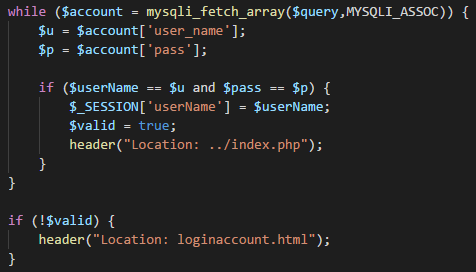 while ($account = mysqli_fetch_array($query,MYSQLI_ASSOC)) {
    $u = $account['user_name'];
    $p = $account['pass'];

    if ($userName == $u and $pass == $p) {
        $_SESSION['userName'] = $userName;
        $valid = true;
        header("Location: ../index.php");
    }
}

if (!$valid) {
    header("Location: loginaccount.html");
}